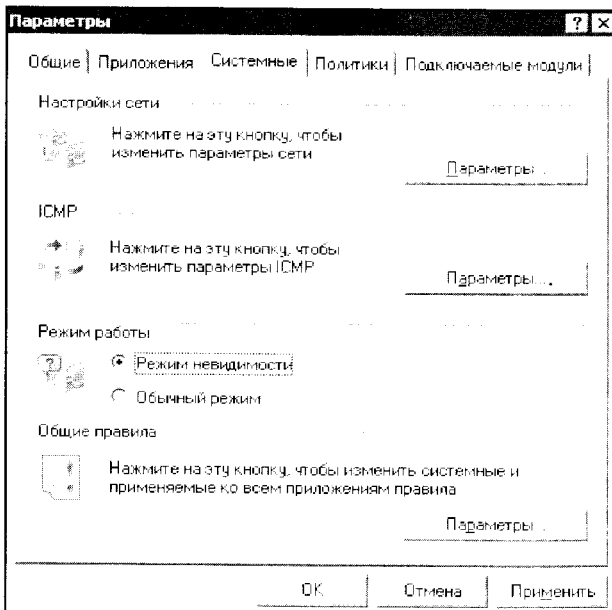 Параметры
Общие Приложения Системные Политики Подключаемые модули
Настройки сети
Нажмите на эту кнопку, чтобы
изменить параметры сети
Параметры...
ICMP
Нажмите на эту кнопку, чтобы
изменить параметры ICMP
Параметры...
Режим работы
Режим невидимости
Обычный режим
Общие правила
Нажмите на эту кнопку, чтобы изменить системные и
применяемые ко всем приложениям правила
Параметры...
OK Отмена Применить